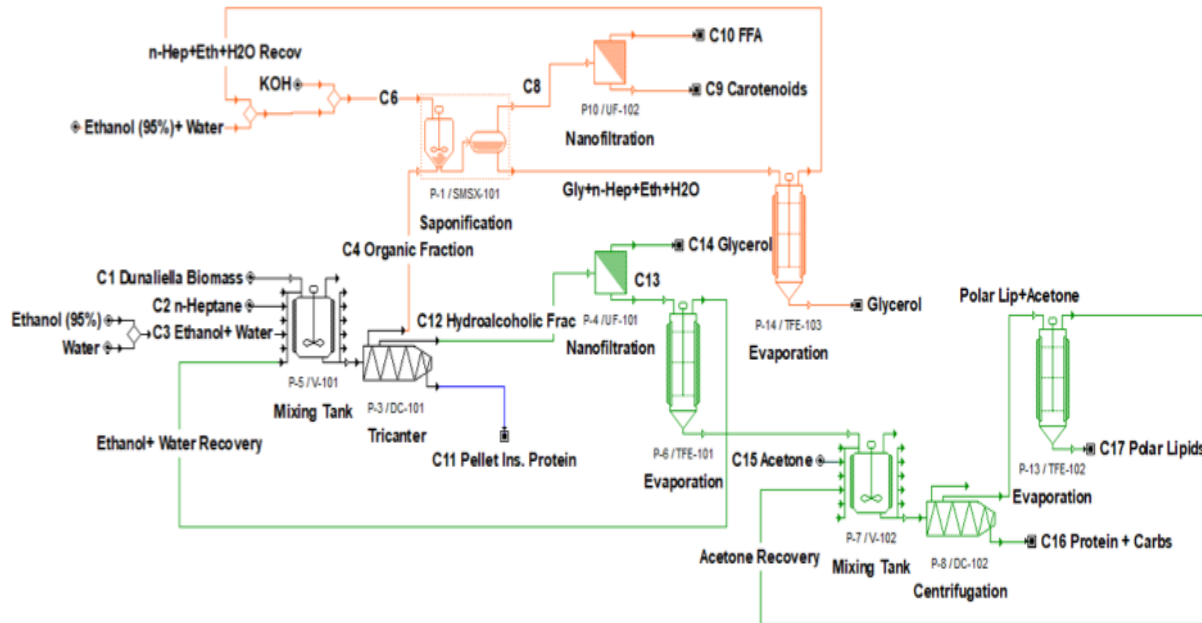 n-Hep+Eth+H2O Recov
KOH
Ethanol (95%)+ Water
C6
C8
C10 FFA
C9 Carotenoids
P10 / UF-102
Nanofiltration
P-1 / SMSX-101
Saponification
Gly+n-Hep+Eth+H2O
C4 Organic Fraction
C14 Glycerol
C13
C1 Dunaliella Biomass
C2 n-Heptane
Ethanol (95%)
C3 Ethanol+ Water
Water
C12 Hydroalcoholic Frac
P-4 / UF-101
Nanofiltration
Glycerol
P-14 / TFE-103
Evaporation
Polar Lip+Acetone
P-5 / V-101
Mixing Tank
P-3 / DC-101
Tricanter
Ethanol+ Water Recovery
C11 Pellet Ins. Protein
P-6 / TFE-101
Evaporation
C15 Acetone
C17 Polar Lipids
P-13 / TFE-102
Evaporation
Acetone Recovery
P-7 / V-102
Mixing Tank
C16 Protein + Carbs
P-8 / DC-102
Centrifugation